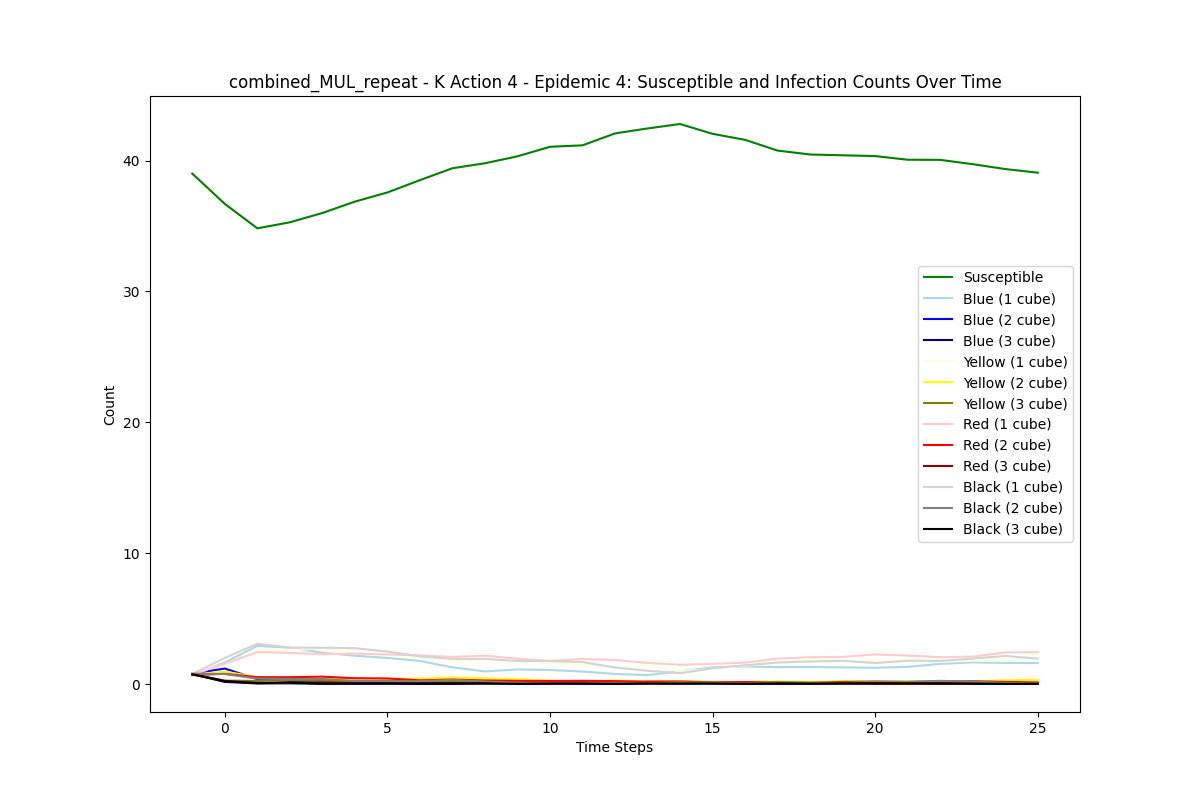 combined_MUL_repeat - K Action 4 - Epidemic 4: Susceptible and Infection Counts Over Time
40
30
20
10
0
Count
Susceptible
Blue (1 cube)
Blue (2 cube)
Blue (3 cube)
Yellow (1 cube)
Yellow (2 cube)
Yellow (3 cube)
Red (1 cube)
Red (2 cube)
Red (3 cube)
Black (1 cube)
Black (2 cube)
Black (3 cube)
0 5 10 15 20 25
Time Steps